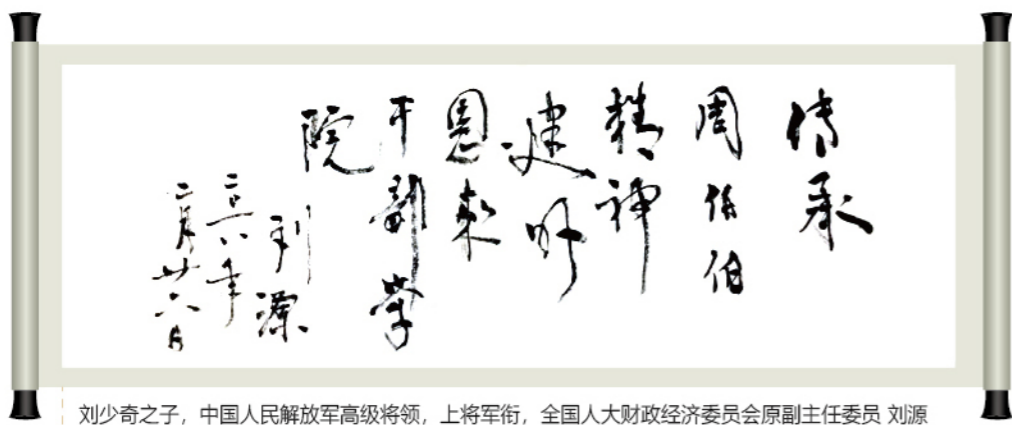 传承
周伯伯
精神
建好
恩来
干部学
院
刘源
二〇一八年
二月廿六日
刘少奇之子，中国人民解放军高级将领，上将军衔，全国人大财政经济委员会原副主任委员 刘源